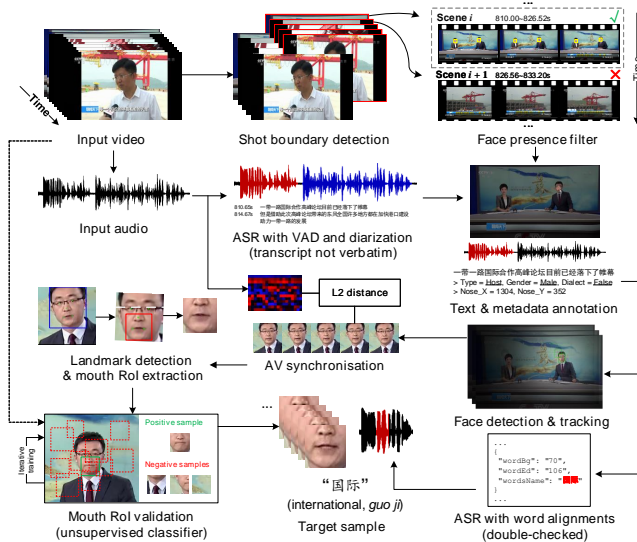 ...
Scene i 810.00~826.52s
Scene i + 1 826.56~833.20s
...
Time
Input video
Shot boundary detection
Face presence filter
Input audio
810.65s 一带一路国际合作高峰论坛目前已经落下了帷幕
814.67s
ASR with VAD and diarization
(transcript not verbatim)
一带一路国际合作高峰论坛目前已经落下了帷幕
> Type = Host, Gender = Male, Dialect = False
> Nose_X = 1304, Nose_Y = 352
Text & metadata annotation
L2 distance
Landmark detection
& mouth RoI extraction
AV synchronisation
Face detection & tracking
Iterative
training
Positive sample
Negative samples
Mouth RoI validation
(unsupervised classifier)
...
“国际”
(international, guo ji)
Target sample
...
{
"wordBg": "70",
"wordEd": "106",
"wordsName": "国际"
}
...
ASR with word alignments
(double-checked)